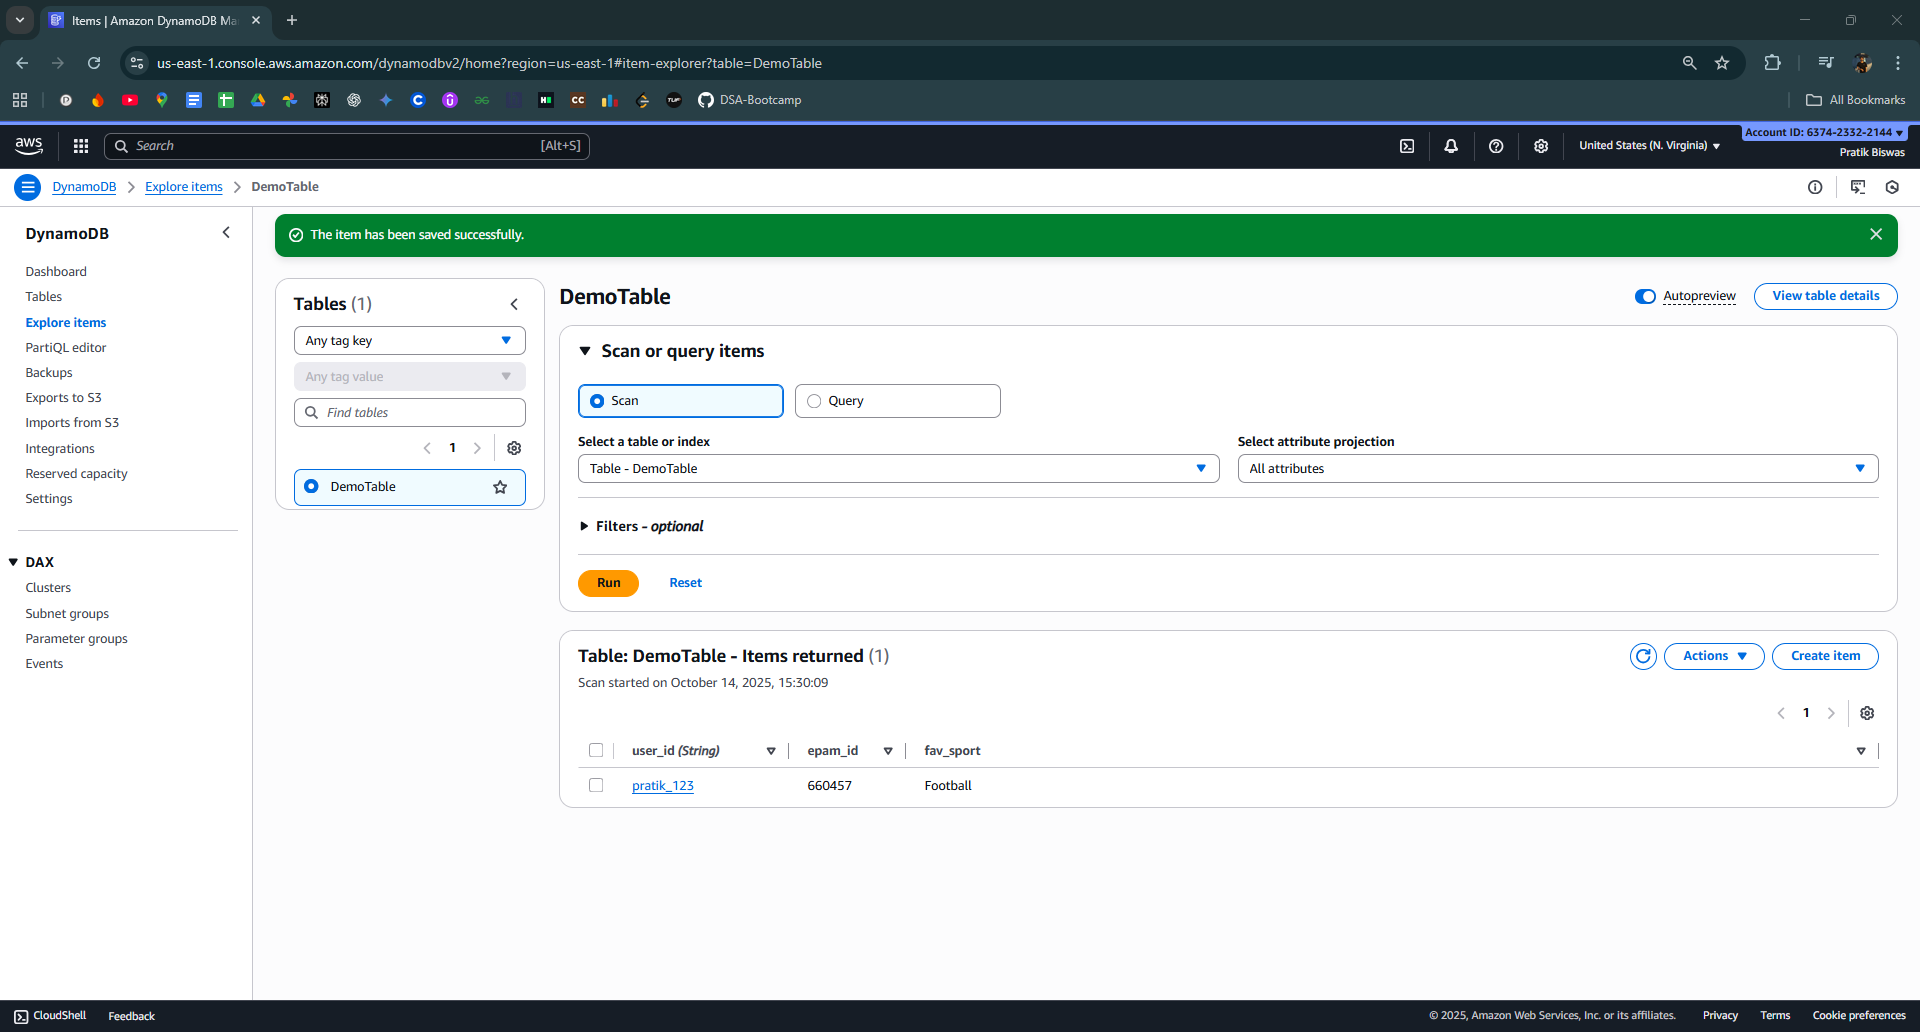 Items | Amazon DynamoDB Ma
us-east-1.console.aws.amazon.com/dynamodbv2/home?region=us-east-1#item-explorer?table=DemoTable
DSA-Bootcamp
All Bookmarks
aws
Search
[Alt+S]
United States (N. Virginia)
Account ID: 6374-2332-2144
Pratik Biswas
DynamoDB
Explore items
DemoTable
DynamoDB
Dashboard
Tables
Explore items
PartiQL editor
Backups
Exports to S3
Imports from S3
Integrations
Reserved capacity
Settings
DAX
Clusters
Subnet groups
Parameter groups
Events
The item has been saved successfully.
Tables (1)
Any tag key
Any tag value
Find tables
1
DemoTable
DemoTable
Autopreview
View table details
Scan or query items
Scan
Query
Select a table or index
Table - DemoTable
Select attribute projection
All attributes
Filters - optional
Run
Reset
Table: DemoTable - Items returned (1)
Scan started on October 14, 2025, 15:30:09
Actions
Create item
1
user_id (String)
epam_id
fav_sport
pratik_123
660457
Football
CloudShell
Feedback
© 2025, Amazon Web Services, Inc. or its affiliates.
Privacy
Terms
Cookie preferences